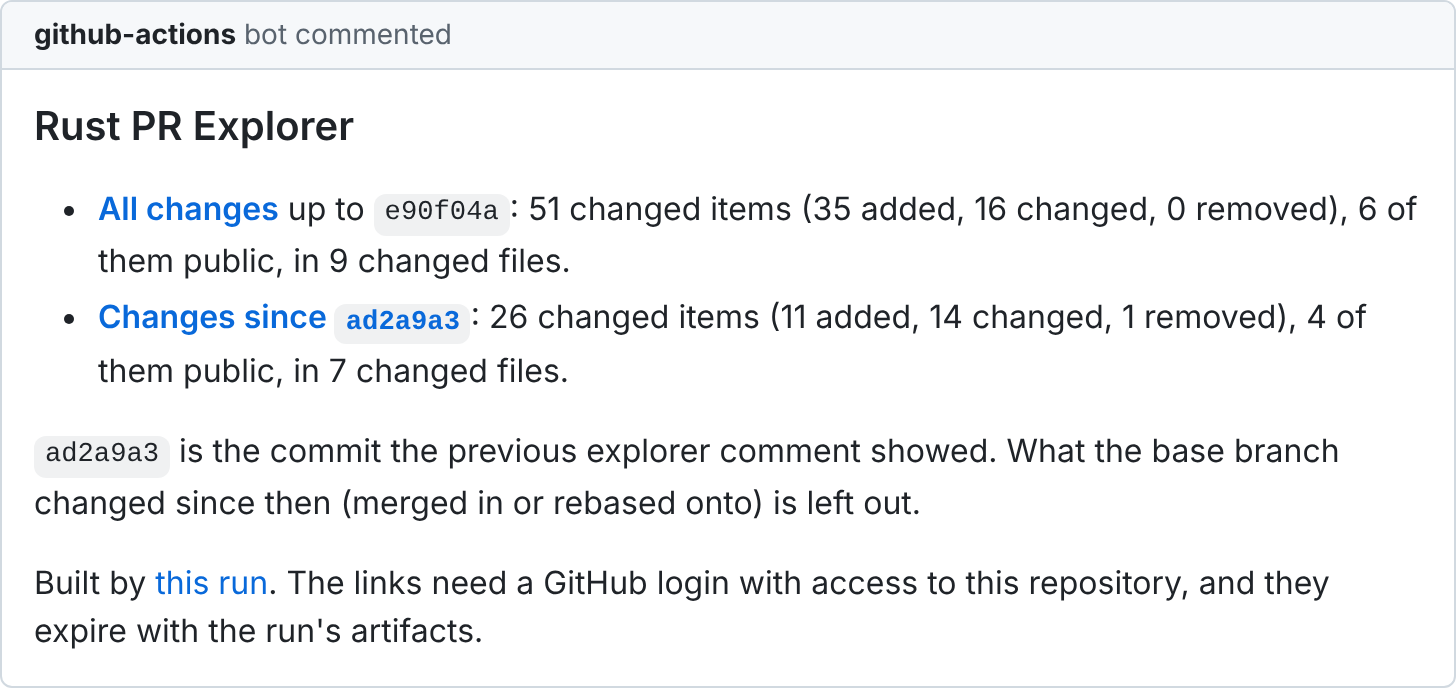 github-actions bot commented
Rust PR Explorer
• All changes up to e90f04a: 51 changed items (35 added, 16 changed, 0 removed), 6 of
them public, in 9 changed files.
• Changes since ad2a9a3: 26 changed items (11 added, 14 changed, 1 removed), 4 of
them public, in 7 changed files.
ad2a9a3 is the commit the previous explorer comment showed. What the base branch
changed since then (merged in or rebased onto) is left out.
Built by this run. The links need a GitHub login with access to this repository, and they
expire with the run's artifacts.